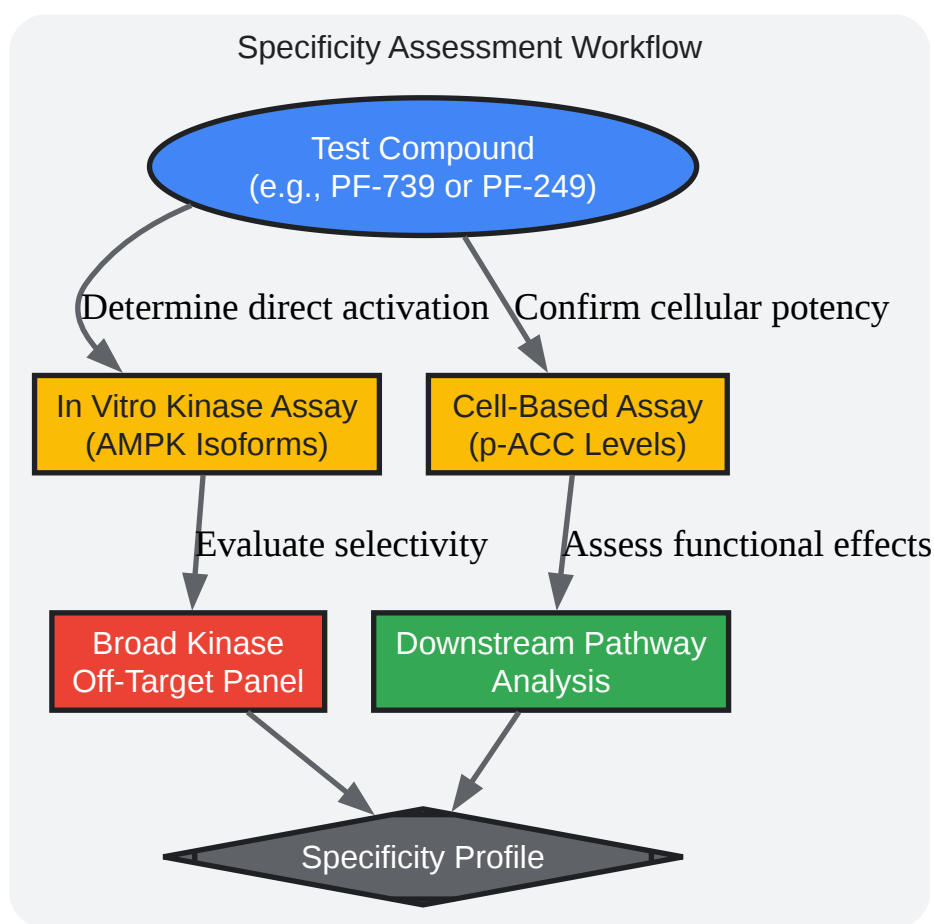 Specificity Assessment Workflow
Test Compound
(e.g., PF-739 or PF-249)
Determine direct activation
Confirm cellular potency
In Vitro Kinase Assay
(AMPK Isoforms)
Cell-Based Assay
(p-ACC Levels)
Evaluate selectivity
Assess functional effects
Broad Kinase
Off-Target Panel
Downstream Pathway
Analysis
Specificity Profile